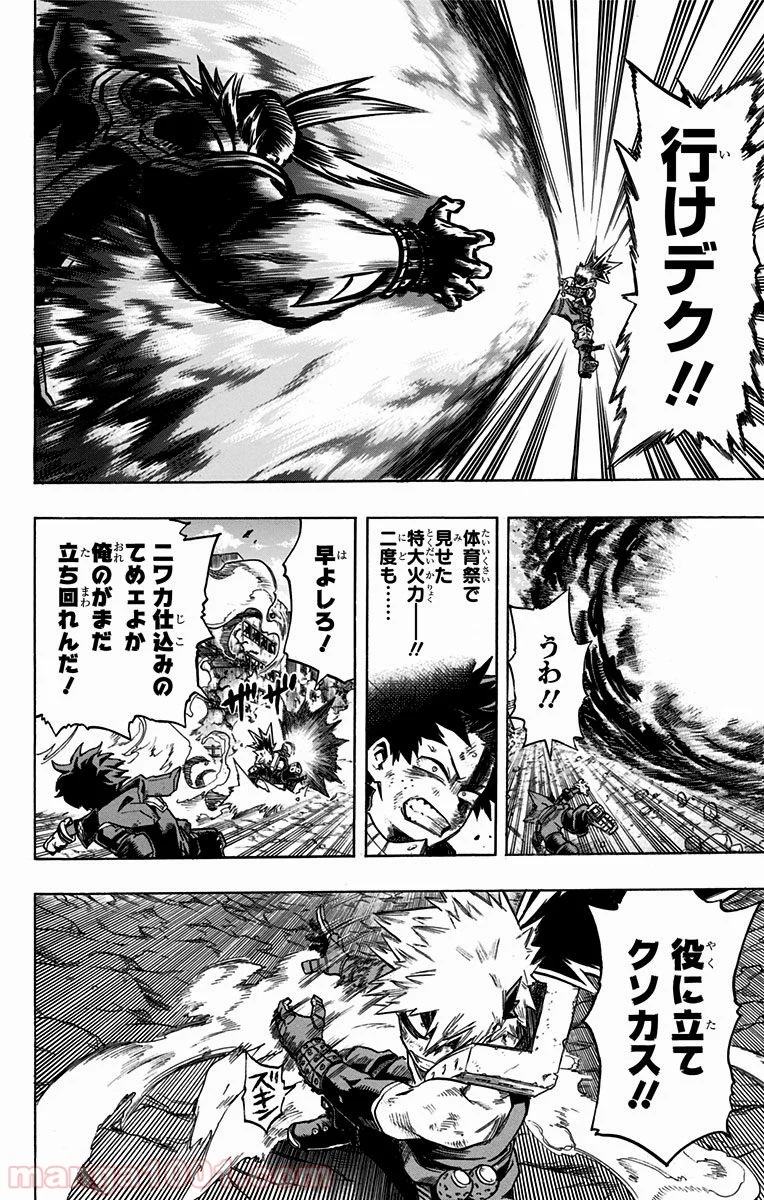 行けデク!!
うわ!!
体育祭で
見せた
特大火力――!!
二度も……
早よしろ!
ニワカ仕込みの
てめェよか
俺のがまだ
立ち回れんだ!
ザザ
役に立て
クソカス!!
ズキン